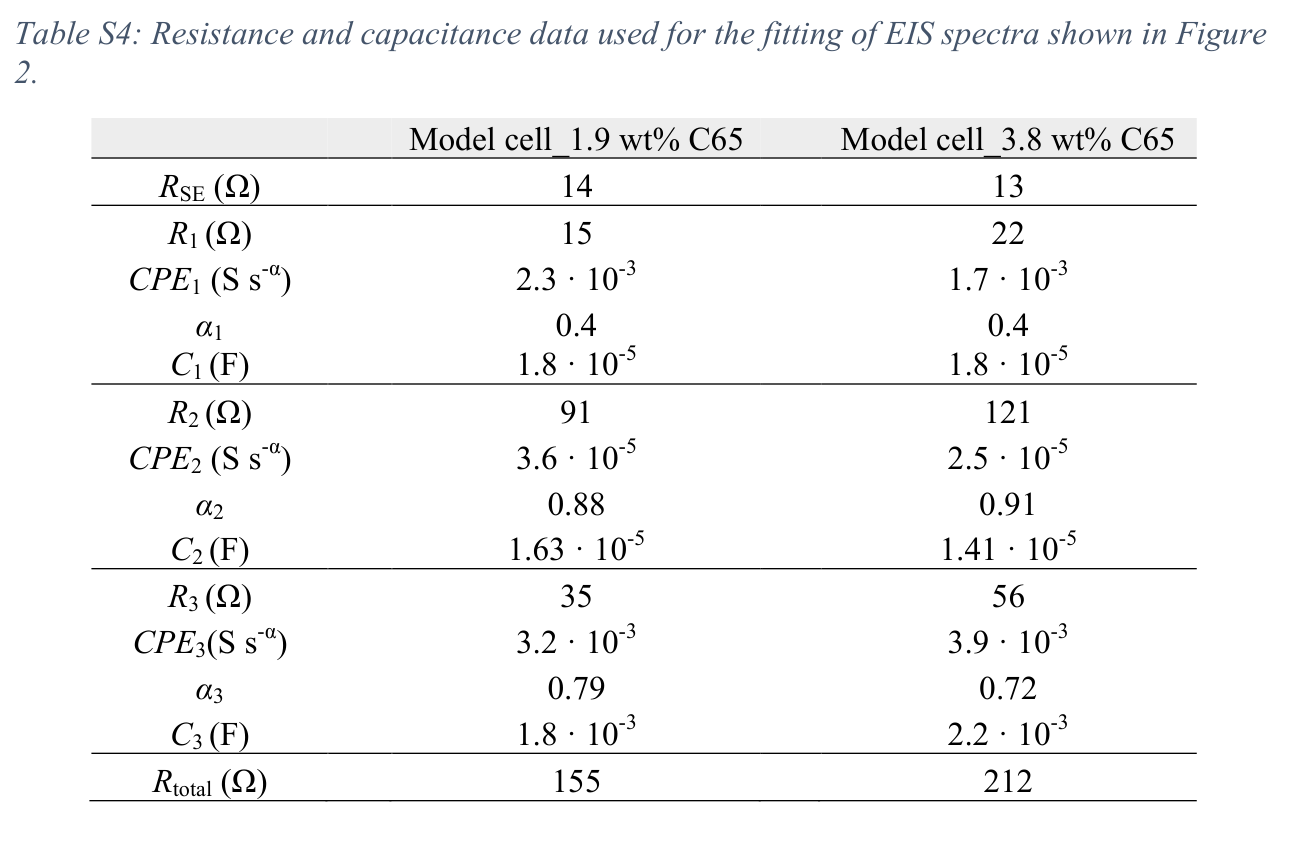 Table S4: Resistance and capacitance data used for the fitting of EIS spectra shown in Figure
2.
Model cell_1.9 wt% C65 Model cell_3.8 wt% C65
R_SE (Ω) 14 13
R₁ (Ω) 15 22
CPE₁ (S s^-α) 2.3 · 10⁻³ 1.7 · 10⁻³
α₁ 0.4 0.4
C₁ (F) 1.8 · 10⁻⁵ 1.8 · 10⁻⁵
R₂ (Ω) 91 121
CPE₂ (S s^-α) 3.6 · 10⁻⁵ 2.5 · 10⁻⁵
α₂ 0.88 0.91
C₂ (F) 1.63 · 10⁻⁵ 1.41 · 10⁻⁵
R₃ (Ω) 35 56
CPE₃(S s^-α) 3.2 · 10⁻³ 3.9 · 10⁻³
α₃ 0.79 0.72
C₃ (F) 1.8 · 10⁻³ 2.2 · 10⁻³
R_total (Ω) 155 212